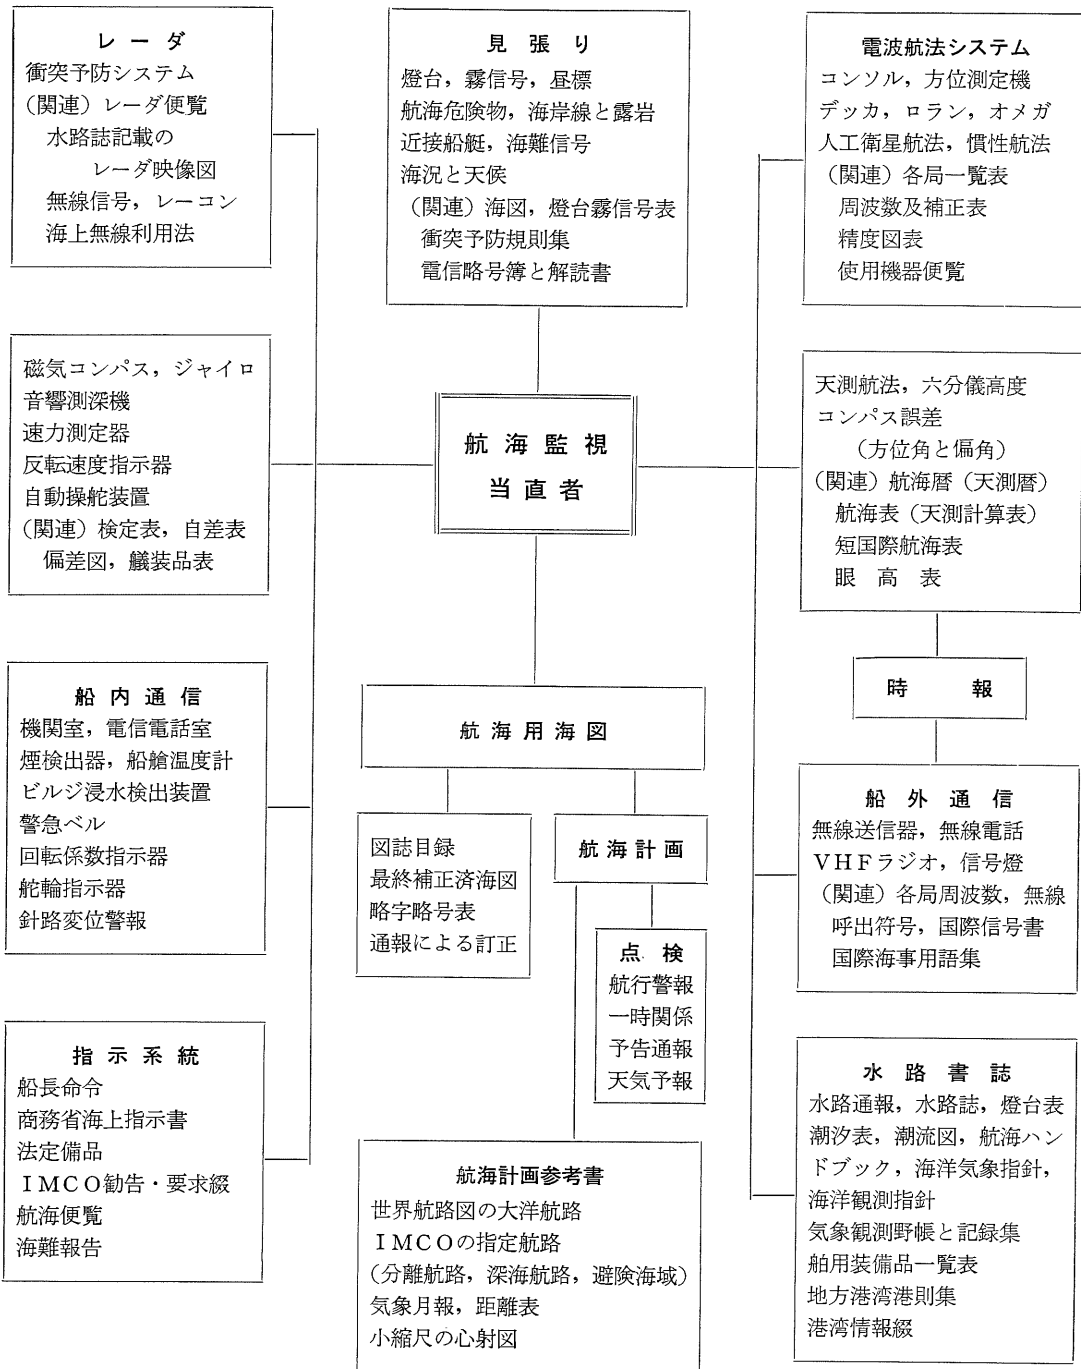 レーダ
衝突予防システム
（関連）レーダ便覧
水路誌記載の
レーダ映像図
無線信号，レーコン
海上無線利用法
見張り
燈台，霧信号，昼標
航海危険物，海岸線と露岩
近接船艇，海難信号
海況と天候
（関連）海図，燈台霧信号表
衝突予防規則集
電信略号簿と解読書
電波航法システム
コンソル，方位測定機
デッカ，ロラン，オメガ
人工衛星航法，慣性航法
（関連）各局一覧表
周波数及補正表
精度図表
使用機器便覧
磁気コンパス，ジャイロ
音響測深機
速力測定器
反転速度指示器
自動操舵装置
（関連）検定表，自差表
偏差図，艤装品表
航海監視
当直者
天測航法，六分儀高度
コンパス誤差
（方位角と偏角）
（関連）航海暦（天測暦）
航海表（天測計算表）
短国際航海表
眼高表
時報
船内通信
機関室，電信電話室
煙検出器，船艙温度計
ビルジ浸水検出装置
警急ベル
回転係数指示器
舵輪指示器
針路変位警報
航海用海図
図誌目録
最終補正済海図
略字略号表
通報による訂正
航海計画
点検
航行警報
一時関係
予告通報
天気予報
船外通信
無線送信器，無線電話
ＶＨＦラジオ，信号燈
（関連）各局周波数，無線
呼出符号，国際信号書
国際海事用語集
指示系統
船長命令
商務省海上指示書
法定備品
ＩＭＣＯ勧告・要求綴
航海便覧
海難報告
航海計画参考書
世界航路図の大洋航路
ＩＭＣＯの指定航路
（分離航路，深海航路，避険海域）
気象月報，距離表
小縮尺の心射図
水路書誌
水路通報，水路誌，燈台表
潮汐表，潮流図，航海ハン
ドブック，海洋気象指針，
海洋観測指針
気象観測野帳と記録集
舶用装備品一覧表
地方港湾港則集
港湾情報綴